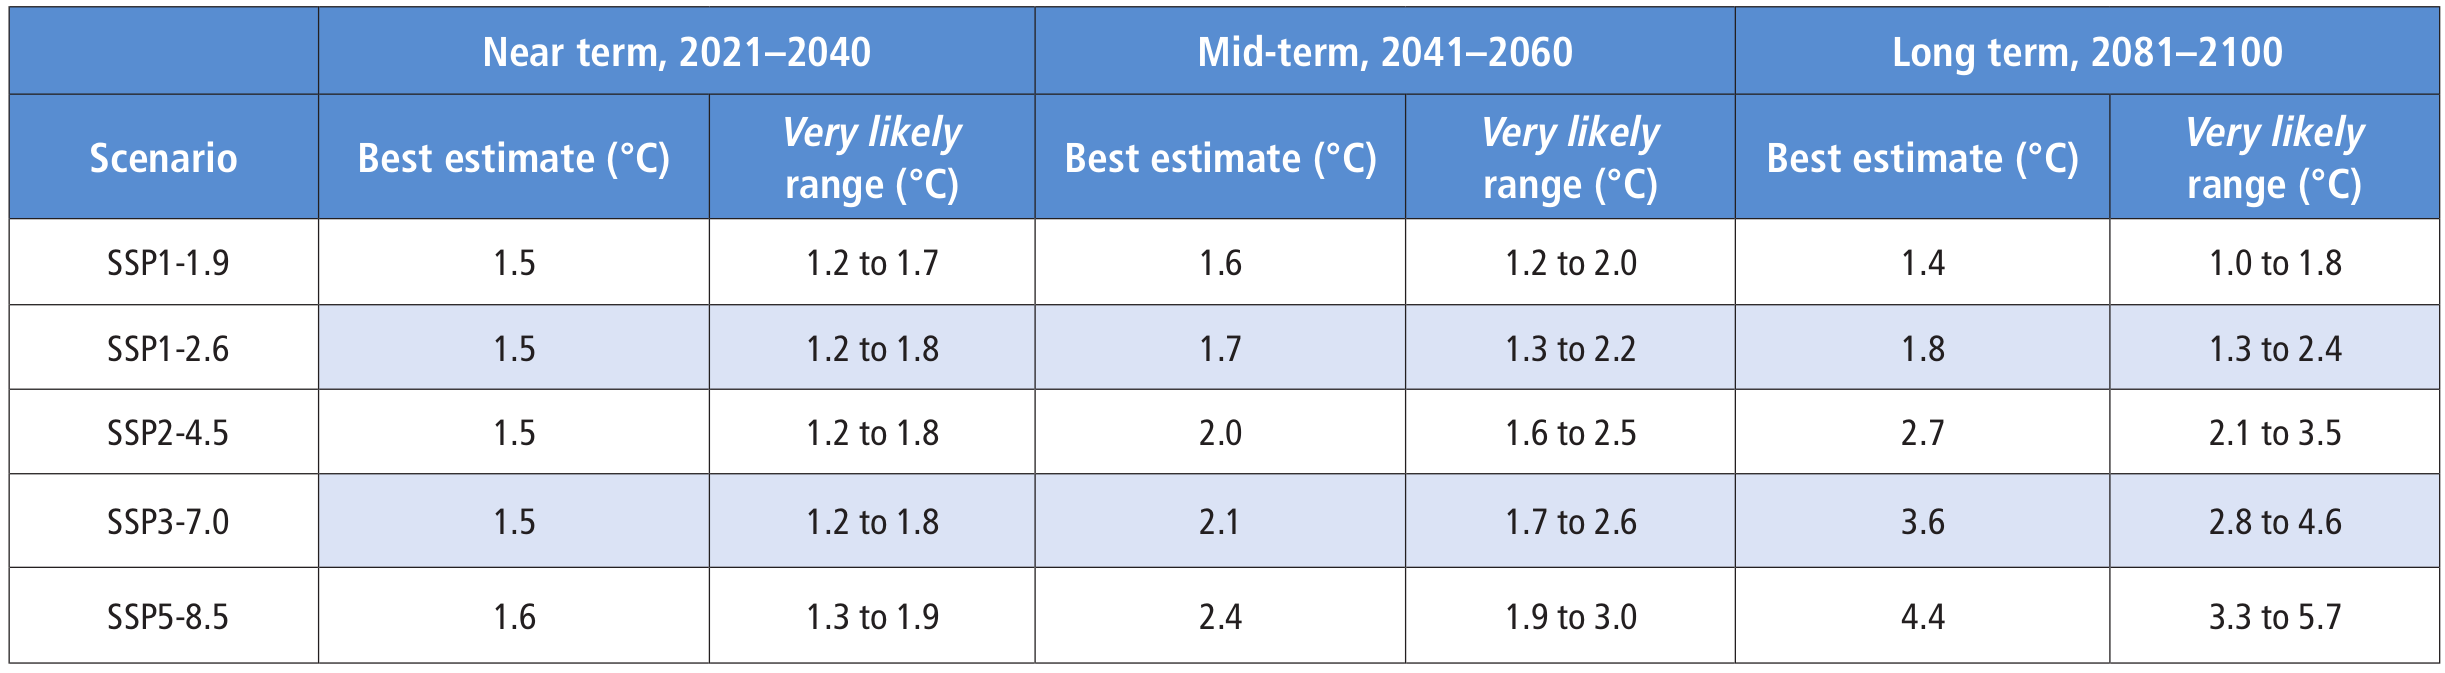 Near term, 2021–2040 Mid-term, 2041–2060 Long term, 2081–2100
Scenario Best estimate (°C) Very likely range (°C) Best estimate (°C) Very likely range (°C) Best estimate (°C) Very likely range (°C)
SSP1-1.9 1.5 1.2 to 1.7 1.6 1.2 to 2.0 1.4 1.0 to 1.8
SSP1-2.6 1.5 1.2 to 1.8 1.7 1.3 to 2.2 1.8 1.3 to 2.4
SSP2-4.5 1.5 1.2 to 1.8 2.0 1.6 to 2.5 2.7 2.1 to 3.5
SSP3-7.0 1.5 1.2 to 1.8 2.1 1.7 to 2.6 3.6 2.8 to 4.6
SSP5-8.5 1.6 1.3 to 1.9 2.4 1.9 to 3.0 4.4 3.3 to 5.7